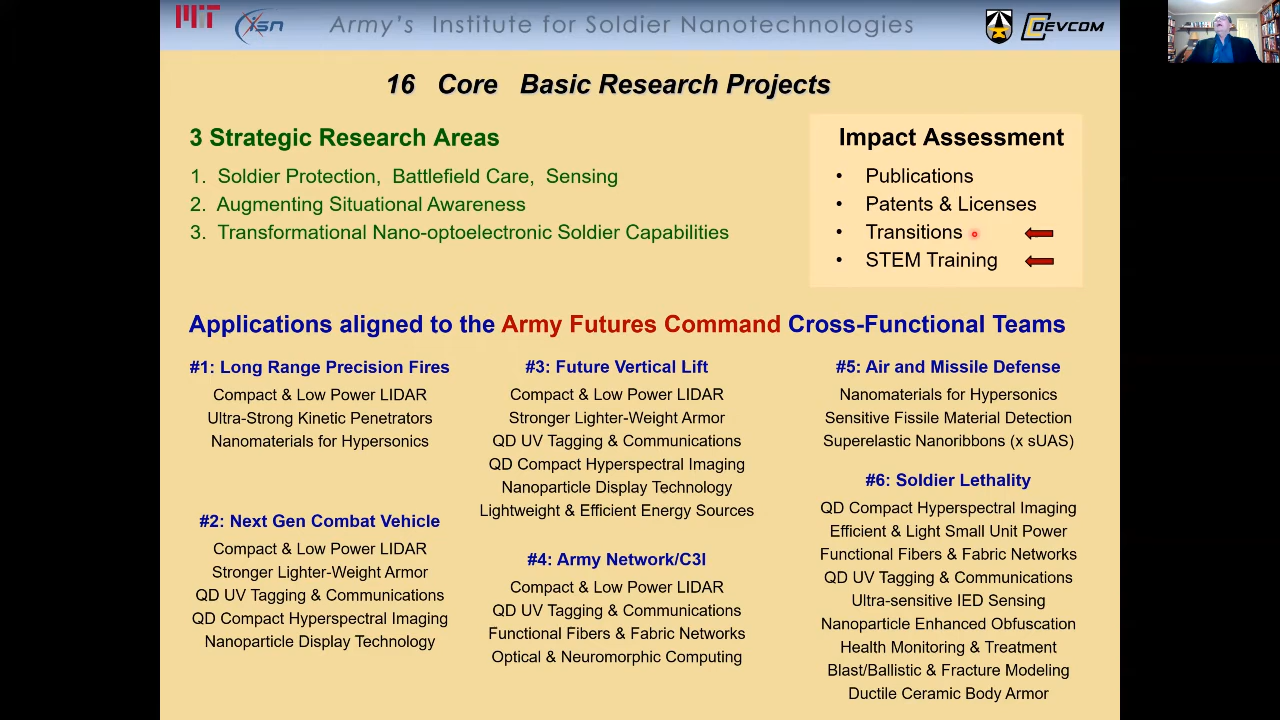 MIT
isn
Army's Institute for Soldier Nanotechnologies
DEVCOM
16 Core Basic Research Projects
3 Strategic Research Areas
1. Soldier Protection, Battlefield Care, Sensing
2. Augmenting Situational Awareness
3. Transformational Nano-optoelectronic Soldier Capabilities
Impact Assessment
• Publications
• Patents & Licenses
• Transitions
• STEM Training
Applications aligned to the Army Futures Command Cross-Functional Teams
#1: Long Range Precision Fires
Compact & Low Power LIDAR
Ultra-Strong Kinetic Penetrators
Nanomaterials for Hypersonics
#2: Next Gen Combat Vehicle
Compact & Low Power LIDAR
Stronger Lighter-Weight Armor
QD UV Tagging & Communications
QD Compact Hyperspectral Imaging
Nanoparticle Display Technology
#3: Future Vertical Lift
Compact & Low Power LIDAR
Stronger Lighter-Weight Armor
QD UV Tagging & Communications
QD Compact Hyperspectral Imaging
Nanoparticle Display Technology
Lightweight & Efficient Energy Sources
#4: Army Network/C3I
Compact & Low Power LIDAR
QD UV Tagging & Communications
Functional Fibers & Fabric Networks
Optical & Neuromorphic Computing
#5: Air and Missile Defense
Nanomaterials for Hypersonics
Sensitive Fissile Material Detection
Superelastic Nanoribbons (x sUAS)
#6: Soldier Lethality
QD Compact Hyperspectral Imaging
Efficient & Light Small Unit Power
Functional Fibers & Fabric Networks
QD UV Tagging & Communications
Ultra-sensitive IED Sensing
Nanoparticle Enhanced Obfuscation
Health Monitoring & Treatment
Blast/Ballistic & Fracture Modeling
Ductile Ceramic Body Armor